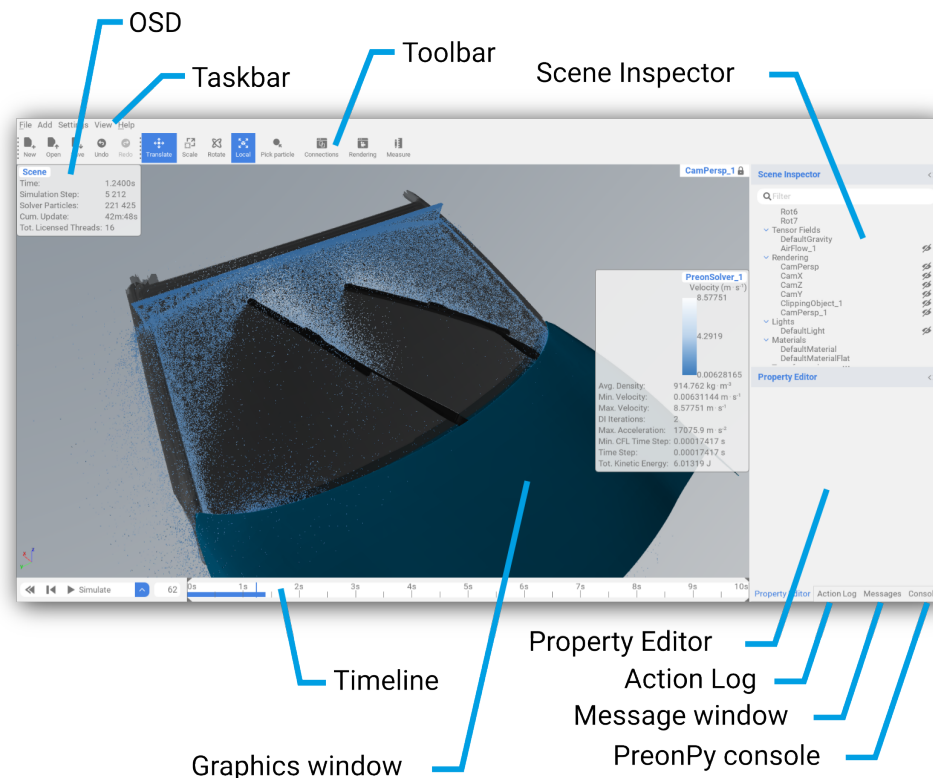 OSD
Taskbar
Toolbar
Scene Inspector
File Add Settings View Help
New Open Undo Redo Translate Scale Rotate Local Pick particle Connections Rendering Measure
Scene
Time: 1.2400s
Simulation Step: 5 212
Solver Particles: 221 425
Cum. Update: 42m:48s
Tot. Licensed Threads: 16
CamPersp_1
Scene Inspector
Filter
Rot6
Rot7
Tensor Fields
DefaultGravity
AirFlow_1
Rendering
CamPersp
CamX
CamZ
CamY
ClippingObject_1
CamPersp_1
Lights
DefaultLight
Materials
DefaultMaterial
DefaultMaterialFlat
Property Editor
PreonSolver_1
Velocity (m·s⁻¹)
8.57751
4.2919
0.00628165
Avg. Density: 914.762 kg·m⁻³
Min. Velocity: 0.00631144 m·s⁻¹
Max. Velocity: 8.57751 m·s⁻¹
DI Iterations: 2
Max. Acceleration: 17075.9 m·s⁻²
Min. CFL Time Step: 0.00017417 s
Time Step: 0.00017417 s
Tot. Kinetic Energy: 6.01319 J
Simulate 62 0s 1s 2s 3s 4s 5s 6s 7s 8s 9s 10s
Property Editor Action Log Messages Consol
Property Editor
Timeline
Action Log
Message window
PreonPy console
Graphics window